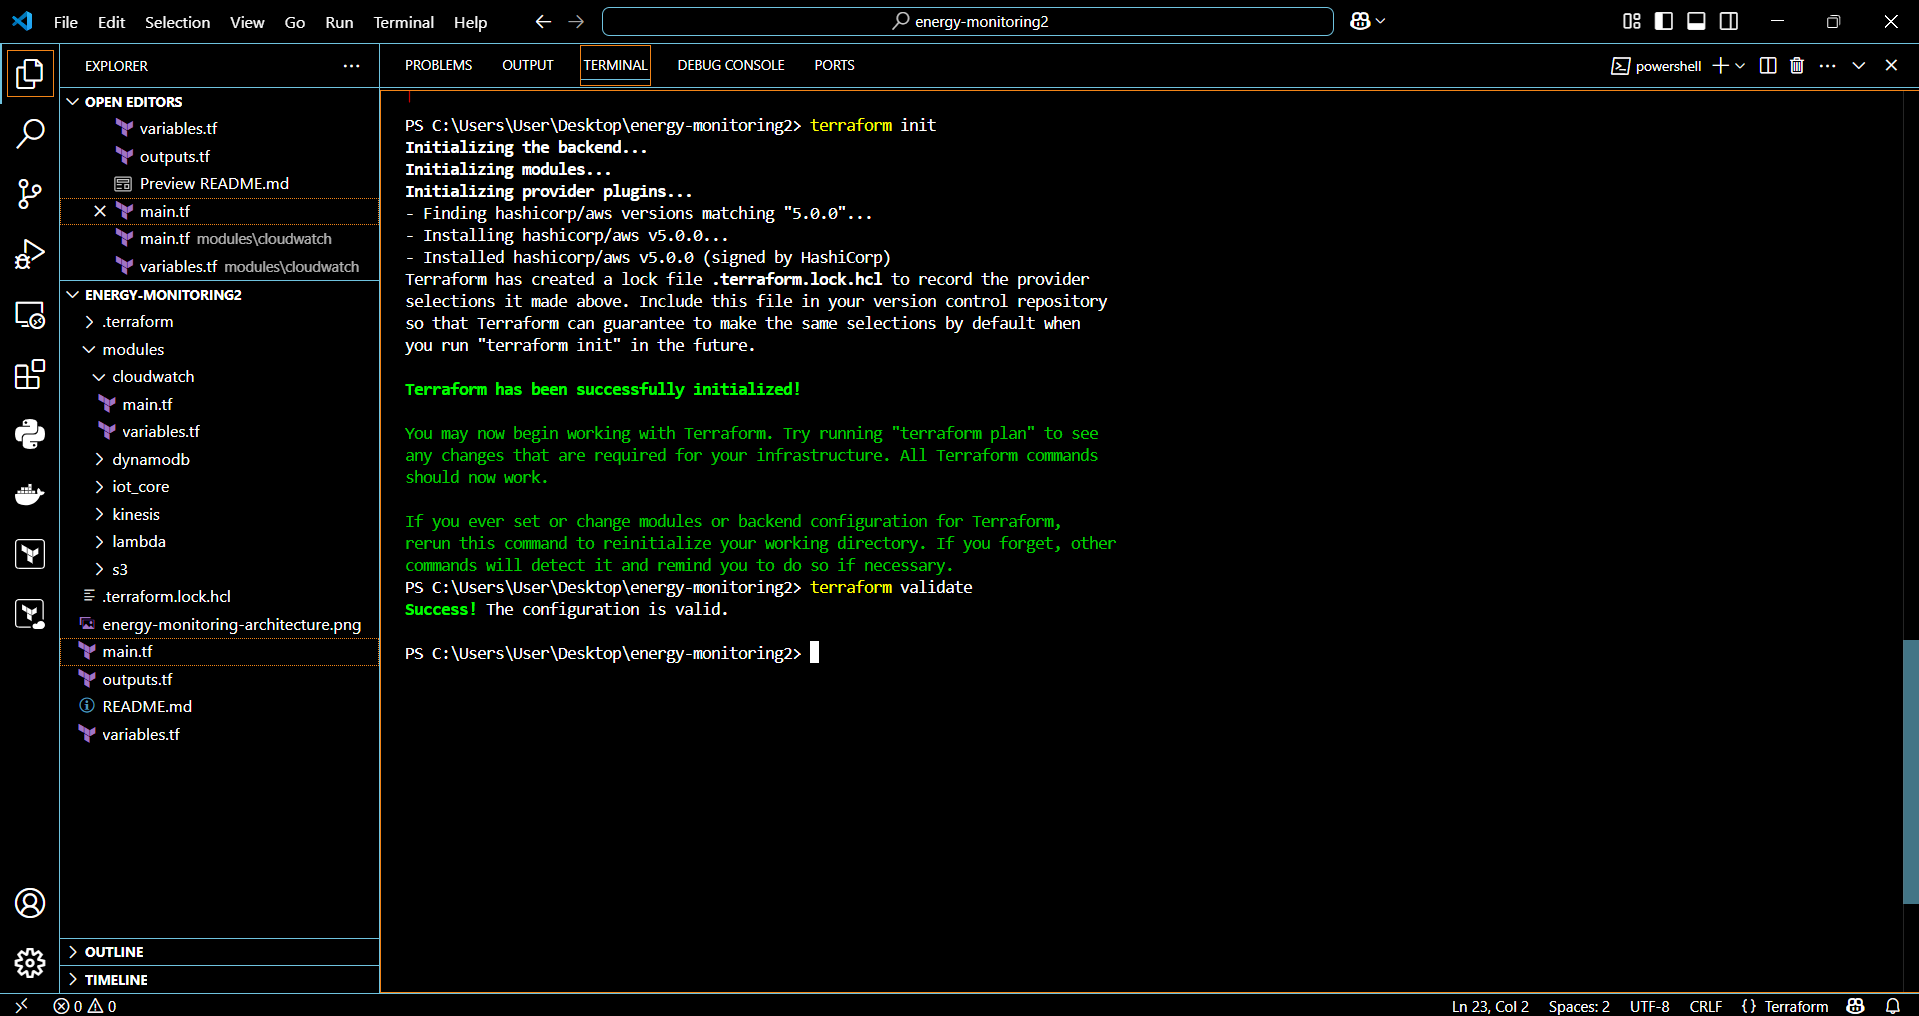 File Edit Selection View Go Run Terminal Help
energy-monitoring2
EXPLORER
OPEN EDITORS
variables.tf
outputs.tf
Preview README.md
main.tf
main.tf modules\cloudwatch
variables.tf modules\cloudwatch
ENERGY-MONITORING2
.terraform
modules
cloudwatch
main.tf
variables.tf
dynamodb
iot_core
kinesis
lambda
s3
.terraform.lock.hcl
energy-monitoring-architecture.png
main.tf
outputs.tf
README.md
variables.tf
OUTLINE
TIMELINE
PROBLEMS OUTPUT TERMINAL DEBUG CONSOLE PORTS
powershell
PS C:\Users\User\Desktop\energy-monitoring2> terraform init
Initializing the backend...
Initializing modules...
Initializing provider plugins...
- Finding hashicorp/aws versions matching "5.0.0"...
- Installing hashicorp/aws v5.0.0...
- Installed hashicorp/aws v5.0.0 (signed by HashiCorp)
Terraform has created a lock file .terraform.lock.hcl to record the provider
selections it made above. Include this file in your version control repository
so that Terraform can guarantee to make the same selections by default when
you run "terraform init" in the future.
Terraform has been successfully initialized!
You may now begin working with Terraform. Try running "terraform plan" to see
any changes that are required for your infrastructure. All Terraform commands
should now work.
If you ever set or change modules or backend configuration for Terraform,
rerun this command to reinitialize your working directory. If you forget, other
commands will detect it and remind you to do so if necessary.
PS C:\Users\User\Desktop\energy-monitoring2> terraform validate
Success! The configuration is valid.
PS C:\Users\User\Desktop\energy-monitoring2>
0 0
Ln 23, Col 2 Spaces: 2 UTF-8 CRLF {} Terraform